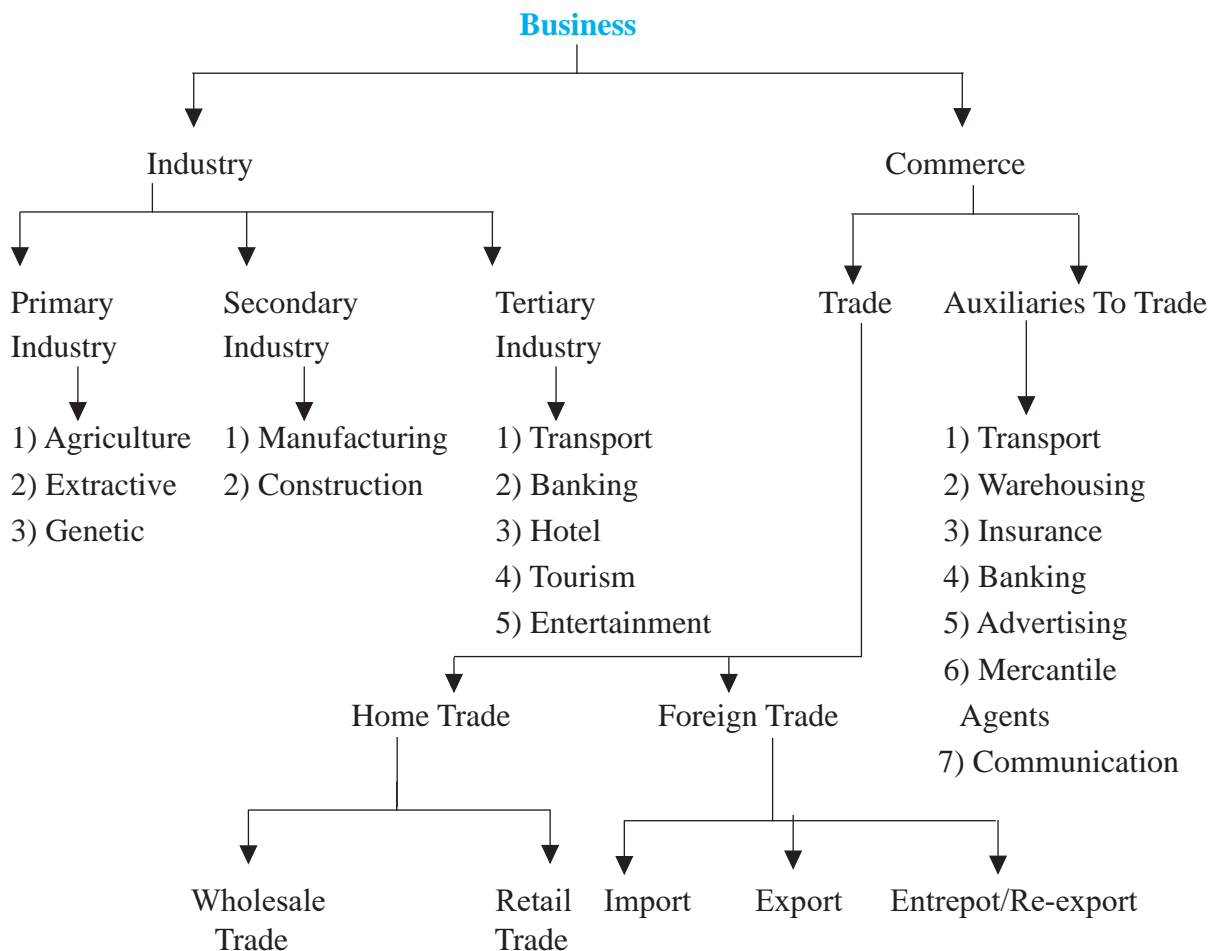 Business
Industry
Commerce
Primary
Industry
Secondary
Industry
Tertiary
Industry
Trade
Auxiliaries To Trade
1) Agriculture
2) Extractive
3) Genetic
1) Manufacturing
2) Construction
1) Transport
2) Banking
3) Hotel
4) Tourism
5) Entertainment
1) Transport
2) Warehousing
3) Insurance
4) Banking
5) Advertising
6) Mercantile
Agents
7) Communication
Home Trade
Foreign Trade
Wholesale
Trade
Retail
Trade
Import
Export
Entrepot/Re-export